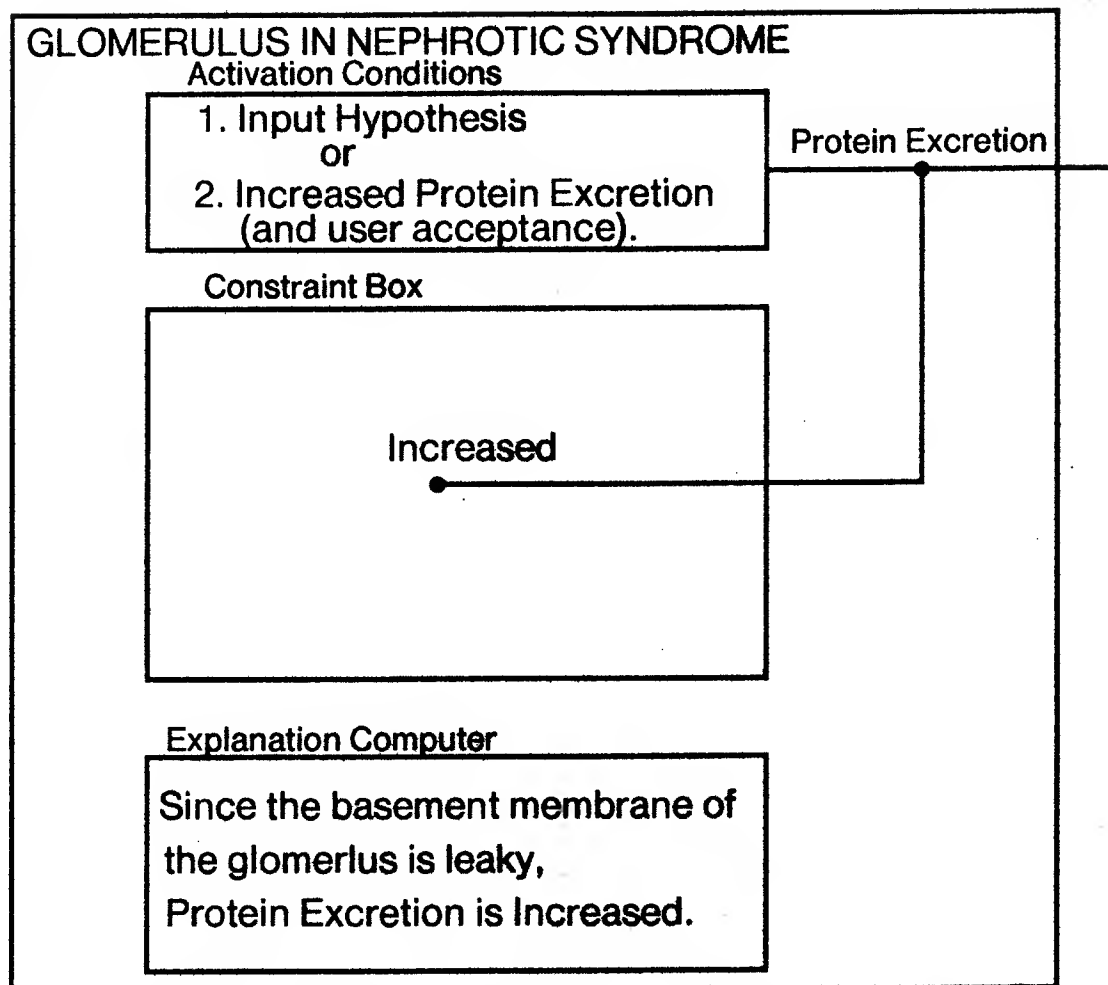 GLOMERULUS IN NEPHROTIC SYNDROME
Activation Conditions
1. Input Hypothesis
or
2. Increased Protein Excretion
(and user acceptance).
Protein Excretion
Constraint Box
Increased
Explanation Computer
Since the basement membrane of
the glomerlus is leaky,
Protein Excretion is Increased.